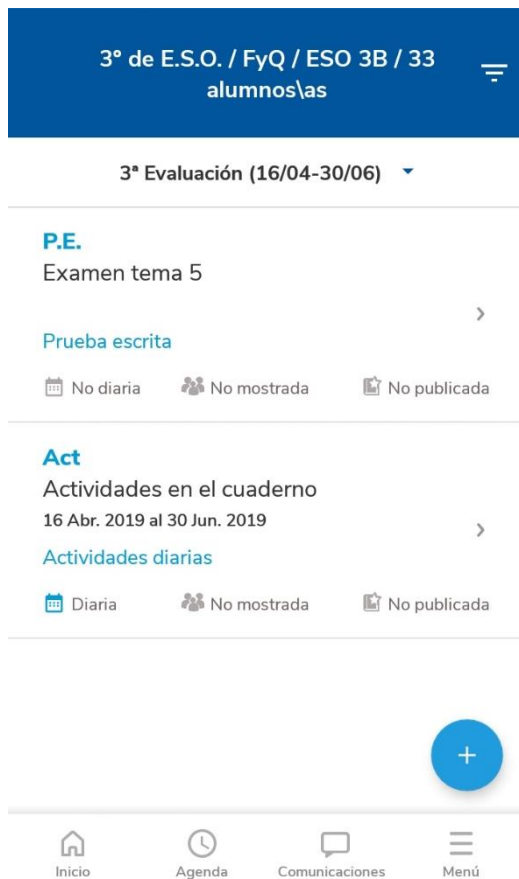 3º de E.S.O. / FyQ / ESO 3B / 33
alumnos\as
3ª Evaluación (16/04-30/06)
P.E.
Examen tema 5
Prueba escrita
No diaria No mostrada No publicada
Act
Actividades en el cuaderno
16 Abr. 2019 al 30 Jun. 2019
Actividades diarias
Diaria No mostrada No publicada
Inicio Agenda Comunicaciones Menú